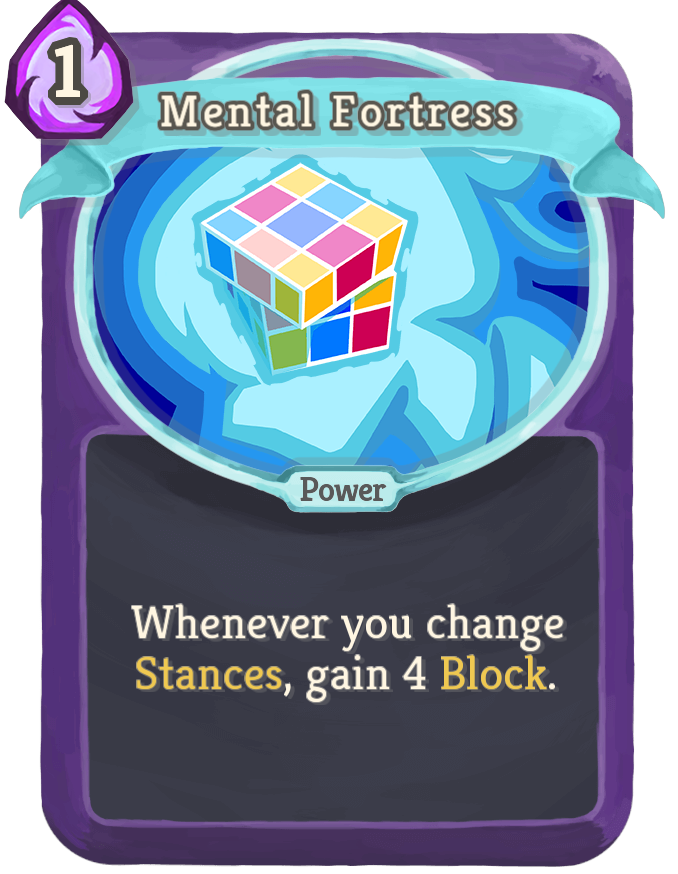 1
Mental Fortress
Power
Whenever you change
Stances, gain 4 Block.